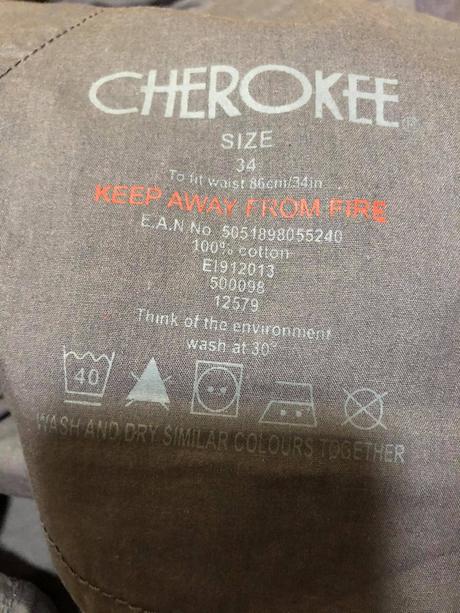 CHEROKEE®
SIZE
34
To fit waist 86cm/34in
KEEP AWAY FROM FIRE
E.A.N No. 5051898055240
100% cotton
EI912013
500098
12579
Think of the environment
wash at 30°
40
WASH AND DRY SIMILAR COLOURS TOGETHER